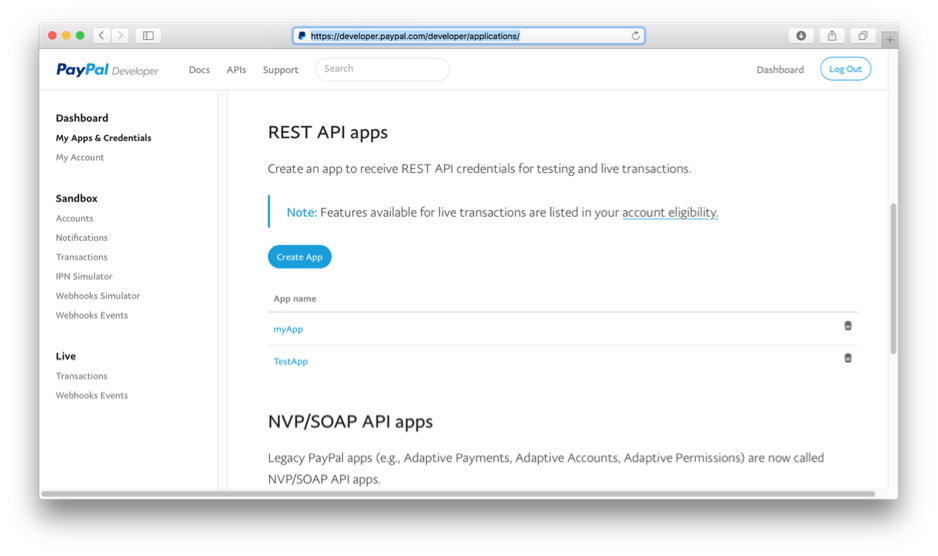 https://developer.paypal.com/developer/applications/
PayPal Developer
Docs
APIs
Support
Search
Dashboard
Log Out
Dashboard
My Apps & Credentials
My Account
Sandbox
Accounts
Notifications
Transactions
IPN Simulator
Webhooks Simulator
Webhooks Events
Live
Transactions
Webhooks Events
REST API apps
Create an app to receive REST API credentials for testing and live transactions.
Note: Features available for live transactions are listed in your account eligibility.
Create App
App name
myApp
TestApp
NVP/SOAP API apps
Legacy PayPal apps (e.g., Adaptive Payments, Adaptive Accounts, Adaptive Permissions) are now called
NVP/SOAP API apps.